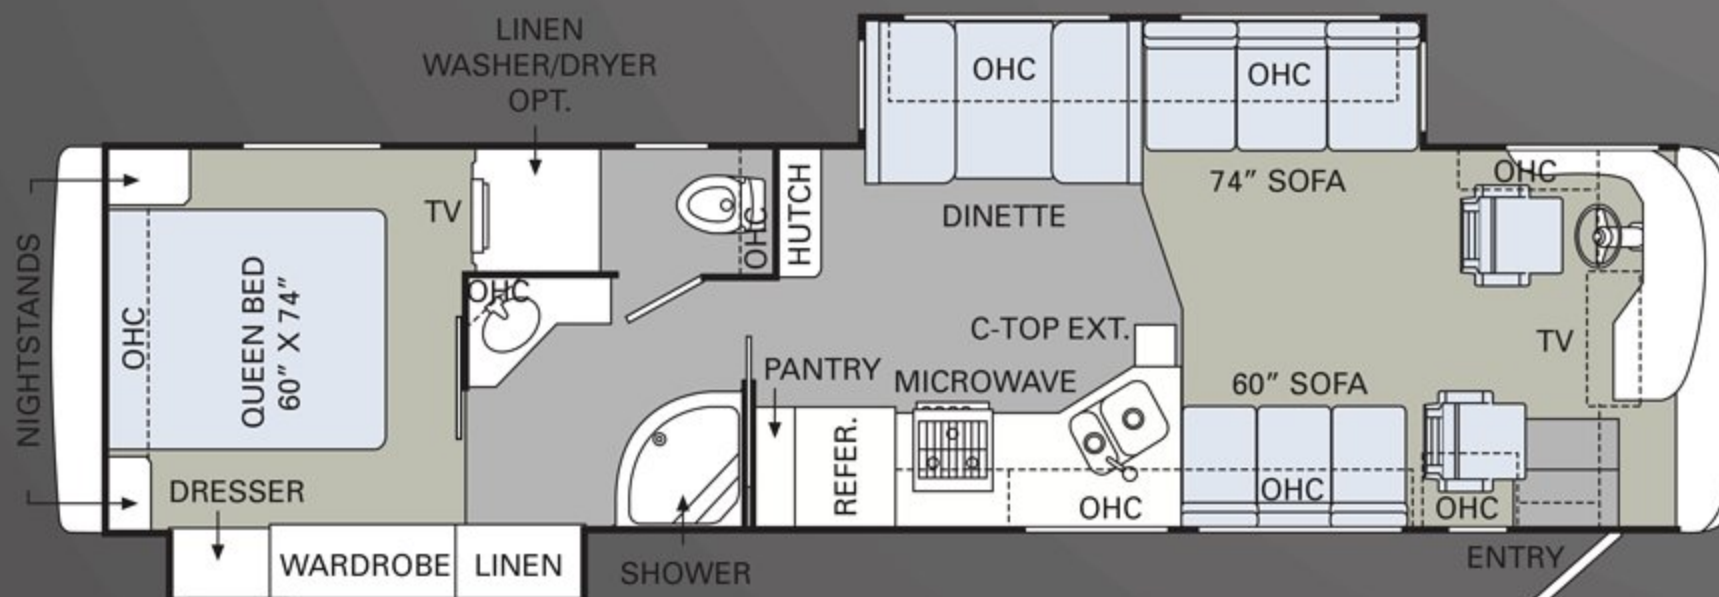 LINEN
WASHER/DRYER
OPT.
OHC
OHC
NIGHTSTANDS
TV
OHC
HUTCH
DINETTE
74” SOFA
OHC
OHC
QUEEN BED
60” X 74”
OHC
C-TOP EXT.
TV
PANTRY
MICROWAVE
60” SOFA
REFER.
DRESSER
OHC
OHC
OHC
WARDROBE
LINEN
SHOWER
ENTRY